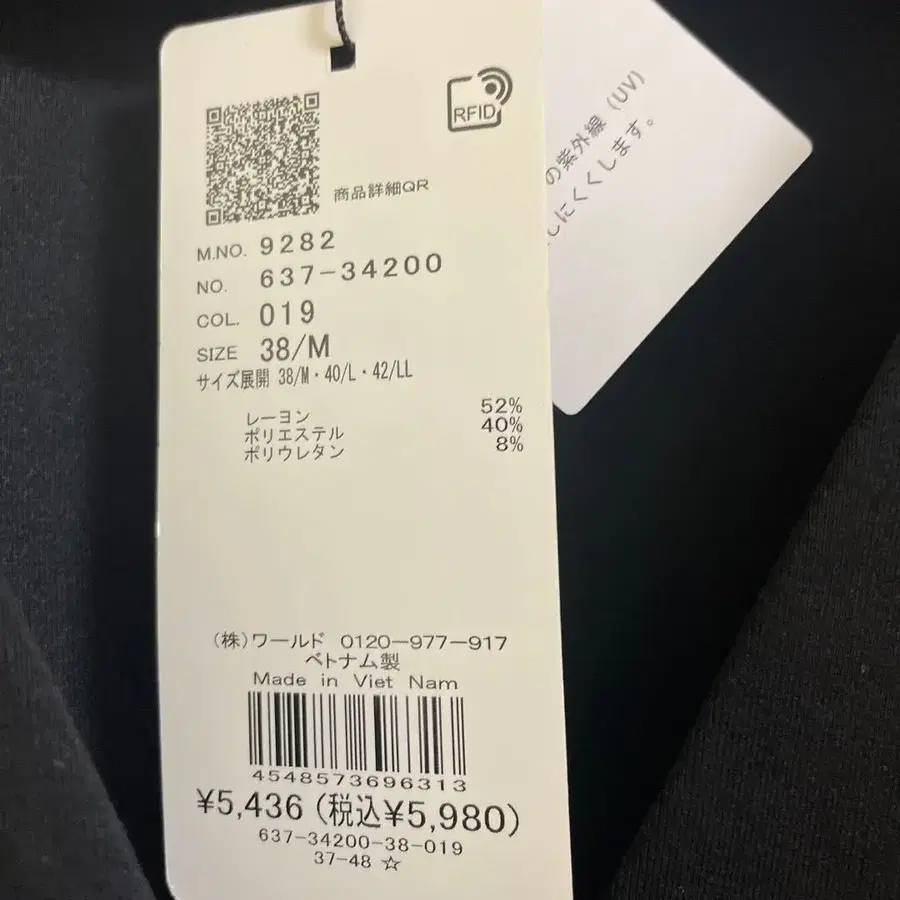 RFID
商品詳細QR
M.NO. 9282
NO. 637-34200
COL. 019
SIZE 38/M
サイズ展開 38/M・40/L・42/LL
レーヨン 52%
ポリエステル 40%
ポリウレタン 8%
(株)ワールド 0120-977-917
ベトナム製
Made in Viet Nam
4548573696313
¥5,436 (税込¥5,980)
637-34200-38-019
37-48 ☆
の紫外線 (UV)
にくくします。